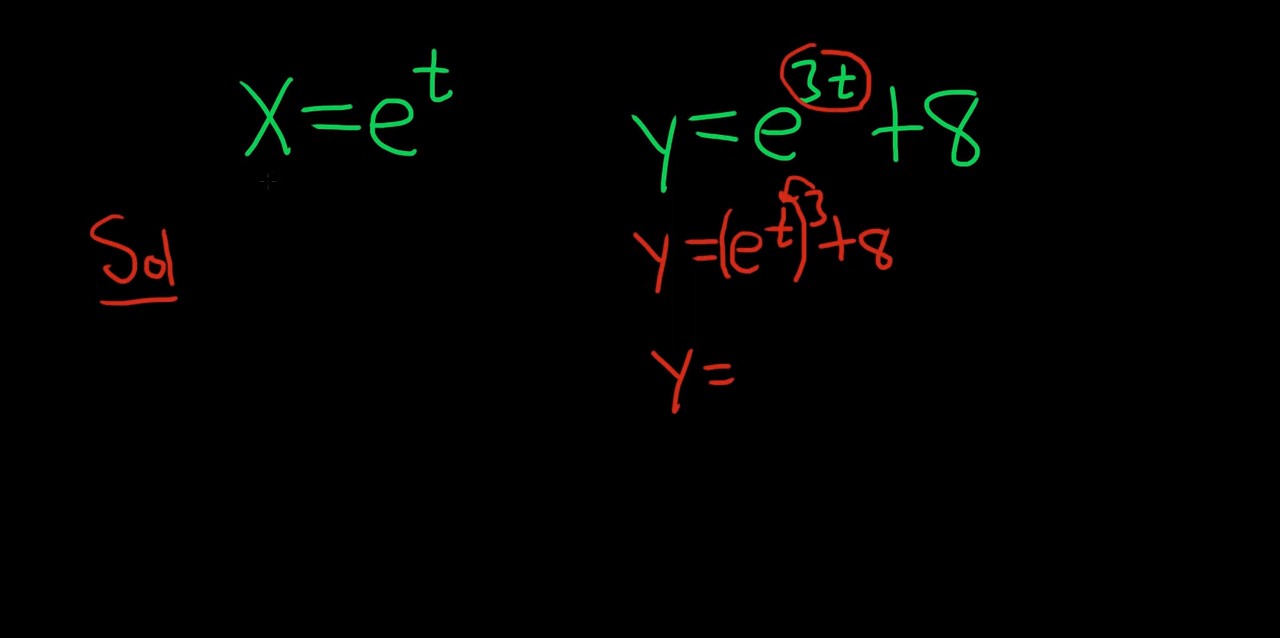 X=e^t y=e^{3t}+8
Sol y=(e^t)^3+8
y=